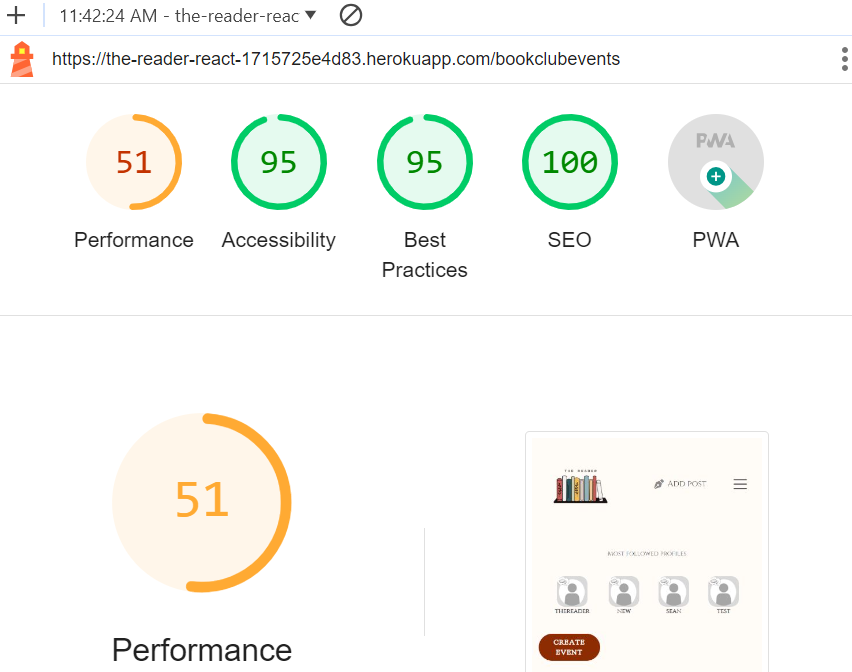 11:42:24 AM - the-reader-reac
https://the-reader-react-1715725e4d83.herokuapp.com/bookclubevents
51 95 95 100 PWA
Performance Accessibility Best Practices SEO PWA
51
Performance
THE READER
ADD POST
MOST FOLLOWED PROFILES
THEREADER NEW SEAN TEST
CREATE
EVENT